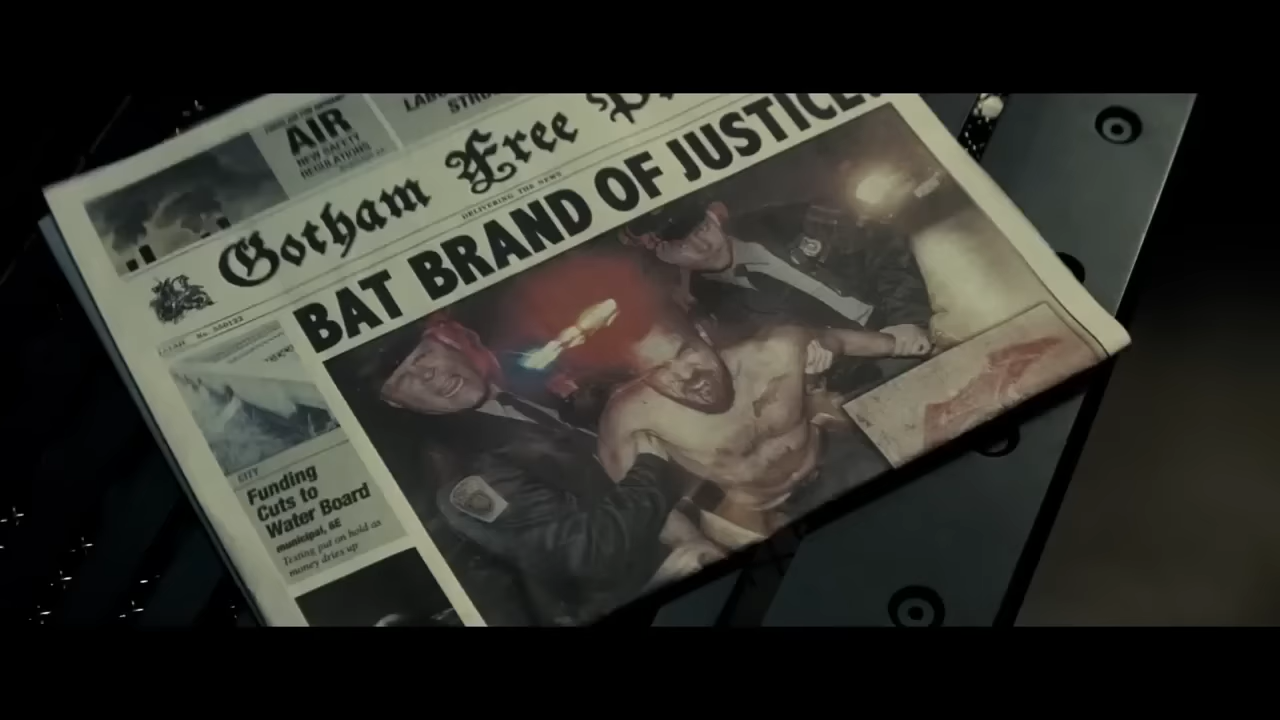 AIR
NEW SAFETY
REGULATIONS
Gotham Free
DELIVERING THE NEWS
BAT BRAND OF JUSTICE
CITY
Funding
Cuts to
Water Board
municipal, 6E
Testing put on hold as
money dries up